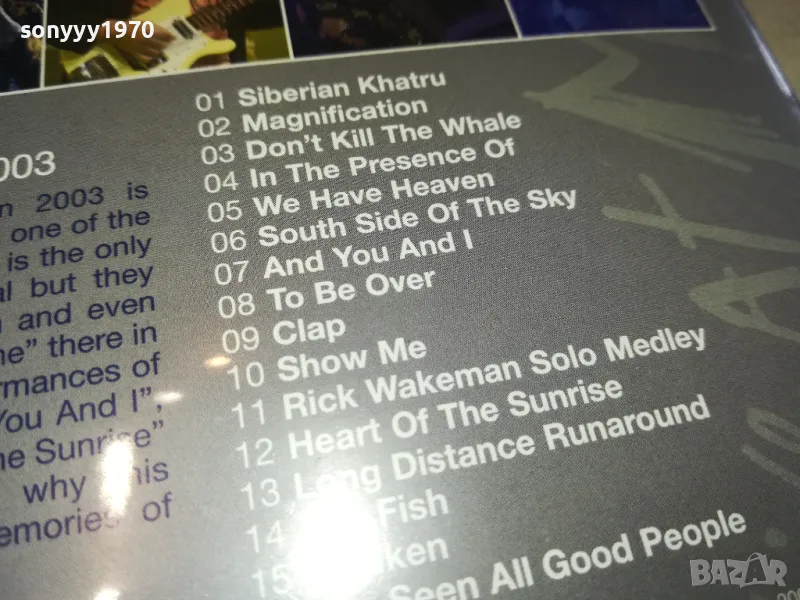 sonyyy1970
2003
in 2003 is
one of the
is the only
but they
and even
there in
rmances of
You And I",
he Sunrise"
why this
emories of
01 Siberian Khatru
02 Magnification
03 Don't Kill The Whale
04 In The Presence Of
05 We Have Heaven
06 South Side Of The Sky
07 And You And I
08 To Be Over
09 Clap
10 Show Me
11 Rick Wakeman Solo Medley
12 Heart Of The Sunrise
13 Long Distance Runaround
14 Fish
15 ken
Seen All Good People
BAZAR